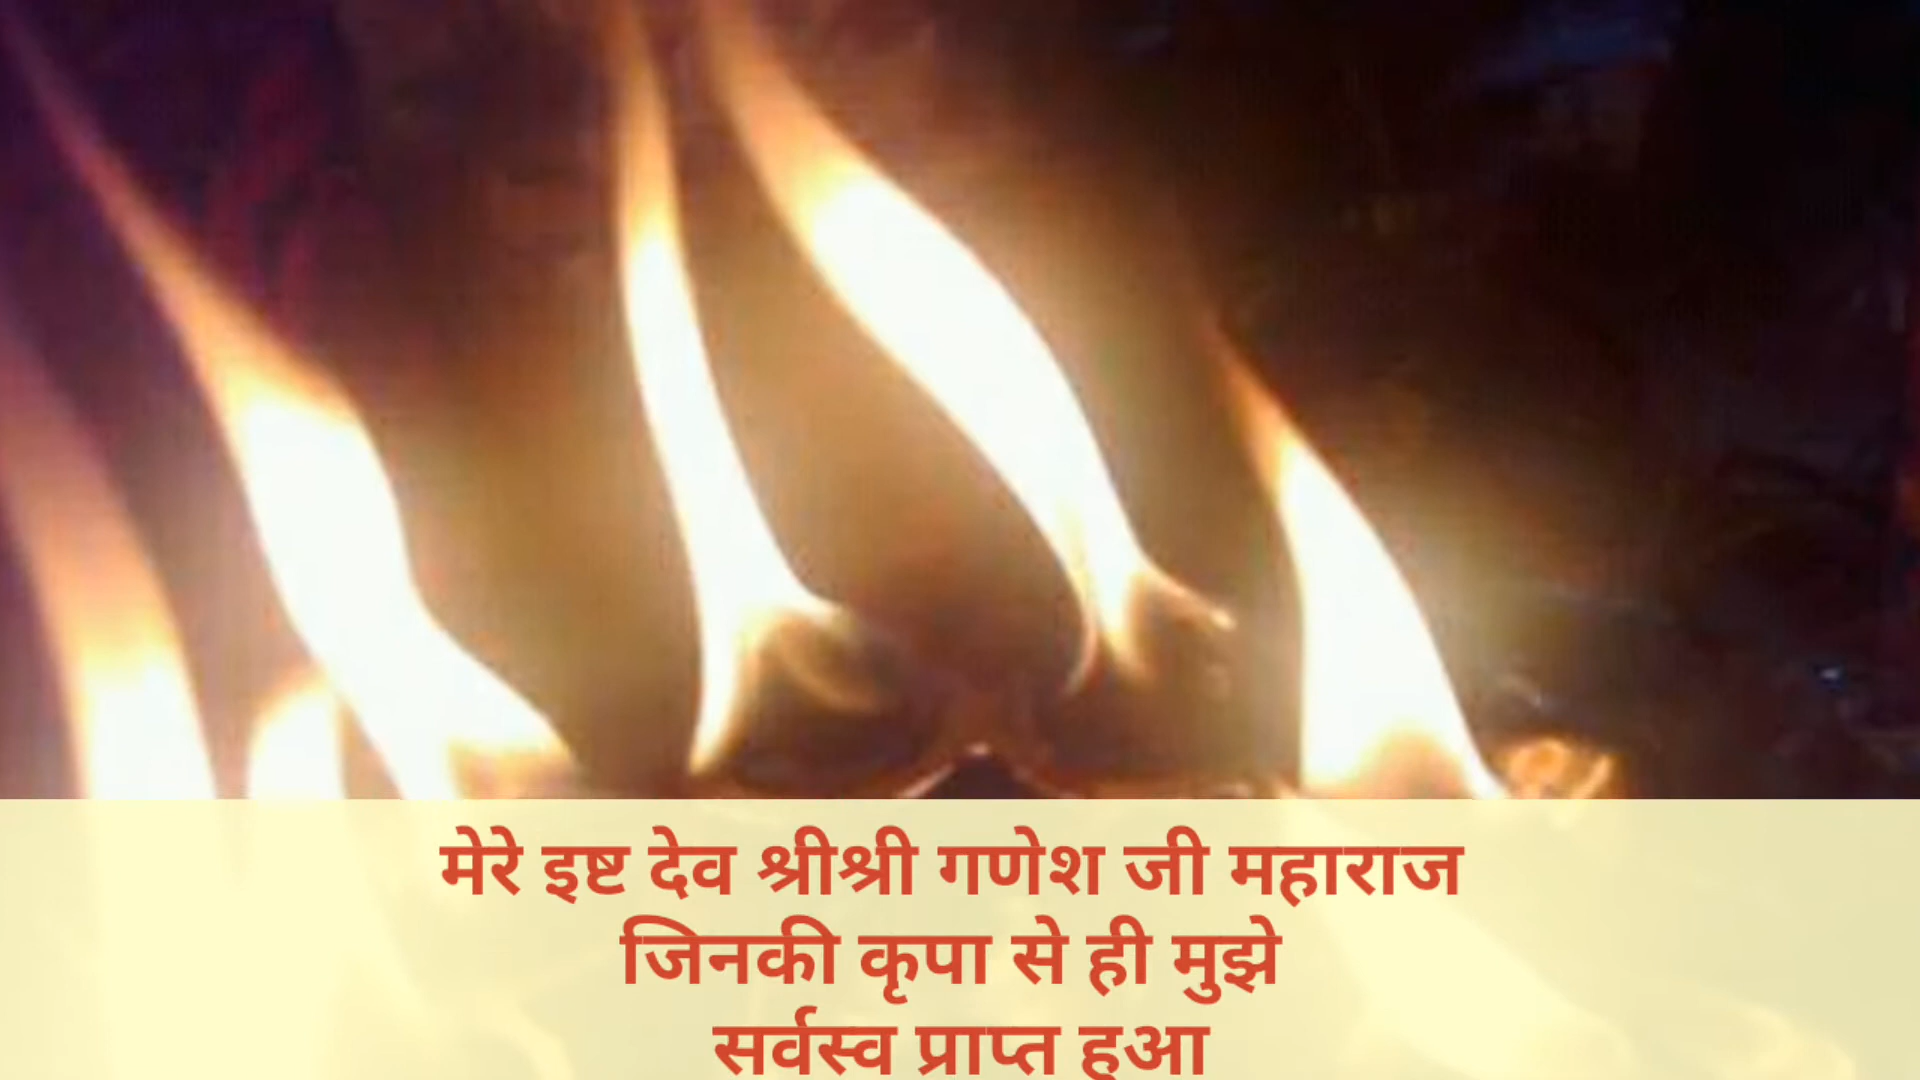 मेरे इष्ट देव श्रीश्री गणेश जी महाराज
जिनकी कृपा से ही मुझे
सर्वस्व प्राप्त हुआ